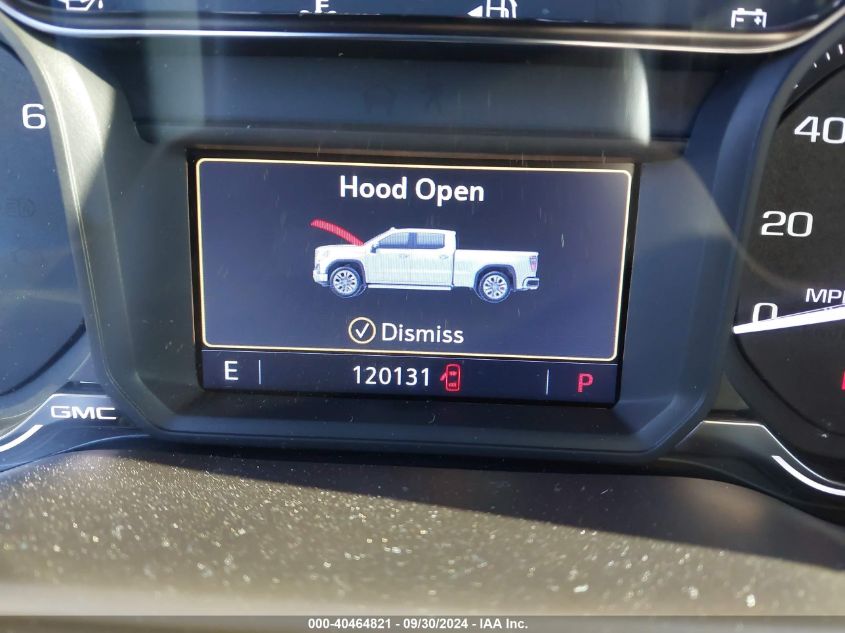 E
H
6
40
20
0
MPH
Hood Open
Dismiss
E 120131 P
GMC
000-40464821 - 09/30/2024 - IAA Inc.